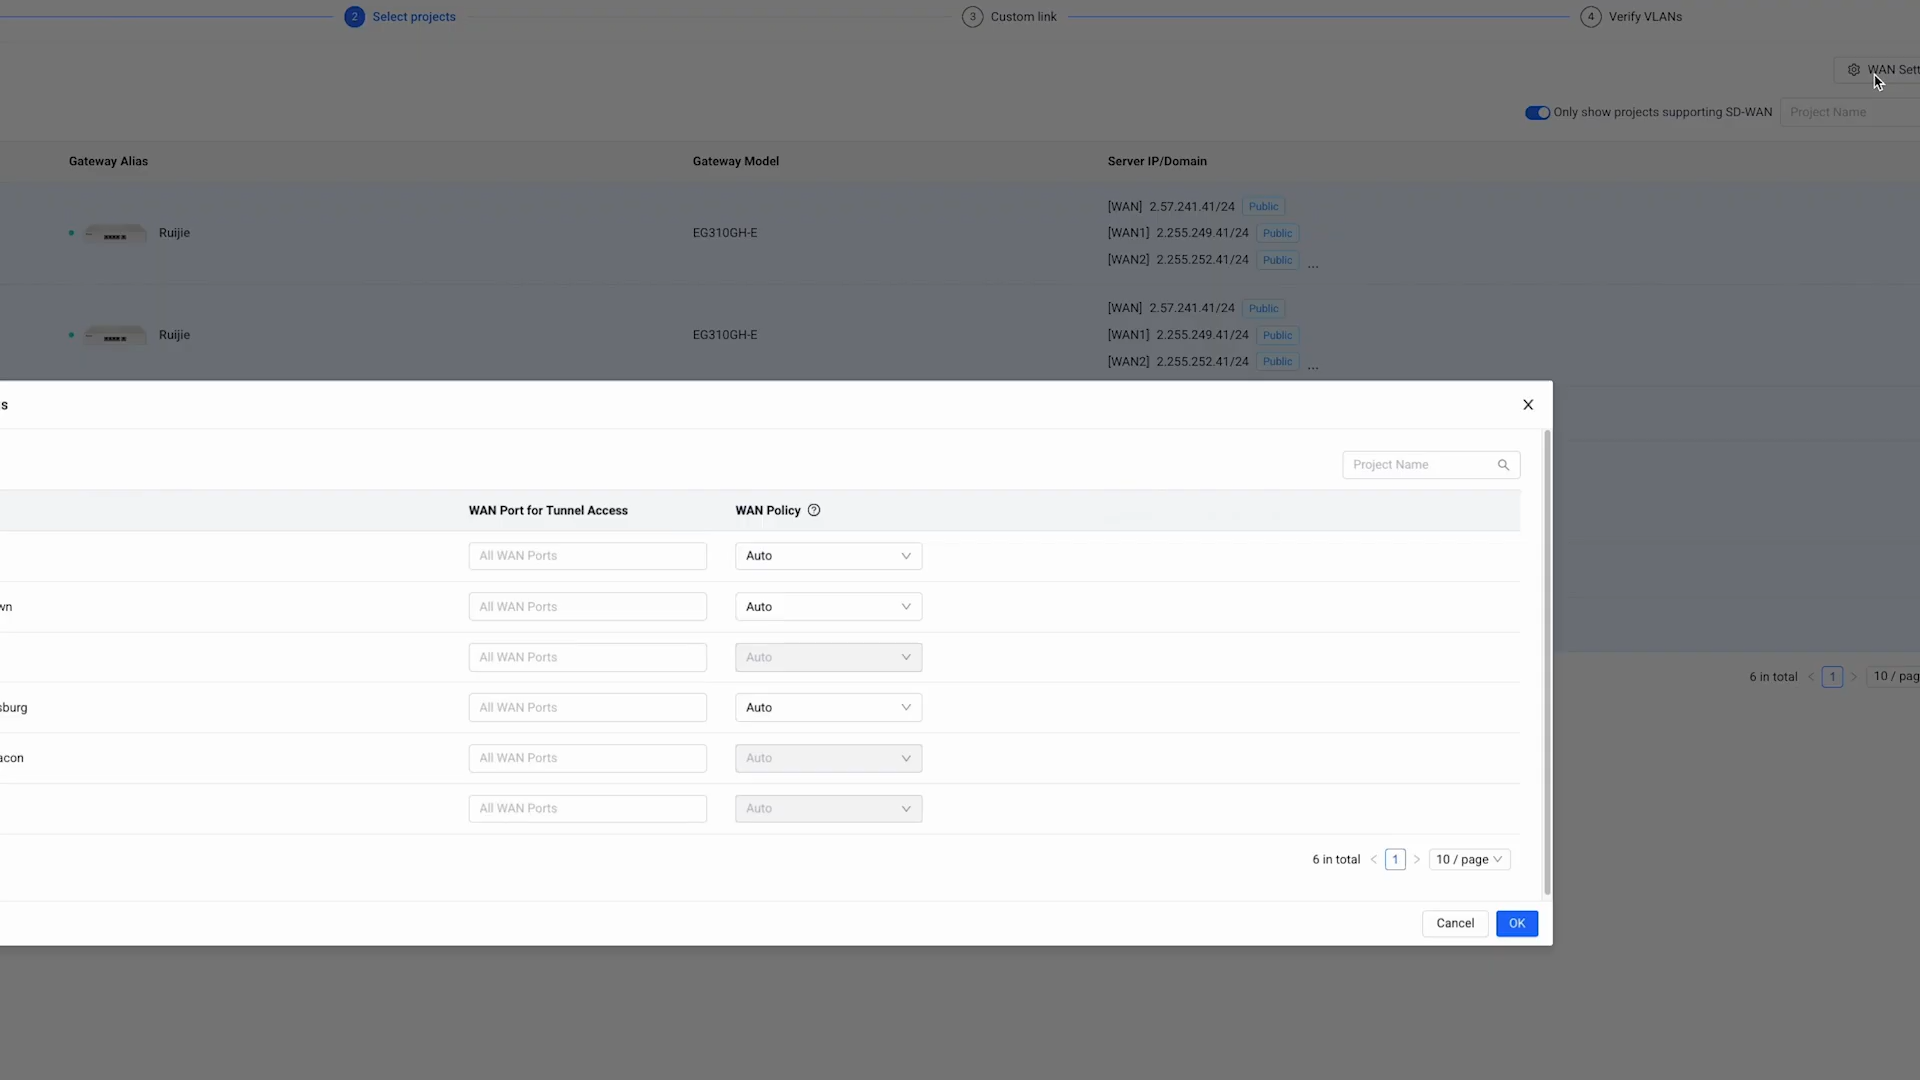 2 Select projects
3 Custom link
4 Verify VLANs
WAN Sett
Only show projects supporting SD-WAN
Project Name
Gateway Alias Gateway Model Server IP/Domain
[WAN] 2.57.241.41/24 Public
Ruijie EG310GH-E [WAN1] 2.255.249.41/24 Public
[WAN2] 2.255.252.41/24 Public ...
[WAN] 2.57.241.41/24 Public
Ruijie EG310GH-E [WAN1] 2.255.249.41/24 Public
[WAN2] 2.255.252.41/24 Public ...
s
Project Name
WAN Port for Tunnel Access WAN Policy
All WAN Ports Auto
wn All WAN Ports Auto
All WAN Ports Auto
sburg All WAN Ports Auto
acon All WAN Ports Auto
All WAN Ports Auto
6 in total < 1 > 10 / page
Cancel OK
6 in total < 1 > 10 / pag